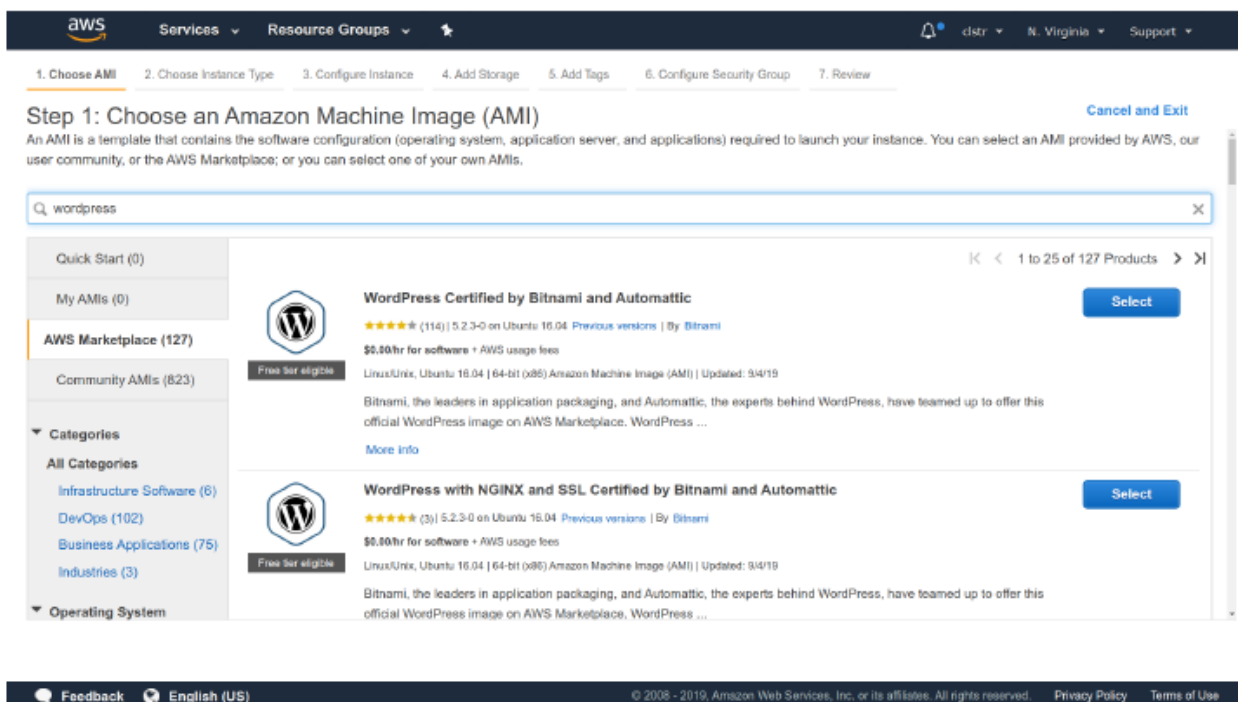 aws Services Resource Groups clstr N. Virginia Support
1. Choose AMI 2. Choose Instance Type 3. Configure Instance 4. Add Storage 5. Add Tags 6. Configure Security Group 7. Review
Step 1: Choose an Amazon Machine Image (AMI) Cancel and Exit
An AMI is a template that contains the software configuration (operating system, application server, and applications) required to launch your instance. You can select an AMI provided by AWS, our
user community, or the AWS Marketplace; or you can select one of your own AMIs.
wordpress
Quick Start (0)
My AMIs (0)
AWS Marketplace (127)
Community AMIs (823)
Categories
All Categories
Infrastructure Software (6)
DevOps (102)
Business Applications (75)
Industries (3)
Operating System
1 to 25 of 127 Products
WordPress Certified by Bitnami and Automattic
Select
(114) | 5.2.3-0 on Ubuntu 16.04 Previous versions | By Bitnami
$0.00/hr for software + AWS usage fees
Free tier eligible
Linux/Unix, Ubuntu 16.04 | 64-bit (x86) Amazon Machine Image (AMI) | Updated: 9/4/19
Bitnami, the leaders in application packaging, and Automattic, the experts behind WordPress, have teamed up to offer this
official WordPress image on AWS Marketplace. WordPress ...
More info
WordPress with NGINX and SSL Certified by Bitnami and Automattic
Select
(3) | 5.2.3-0 on Ubuntu 16.04 Previous versions | By Bitnami
$0.00/hr for software + AWS usage fees
Free tier eligible
Linux/Unix, Ubuntu 16.04 | 64-bit (x86) Amazon Machine Image (AMI) | Updated: 9/4/19
Bitnami, the leaders in application packaging, and Automattic, the experts behind WordPress, have teamed up to offer this
official WordPress image on AWS Marketplace. WordPress ...
Feedback English (US) © 2008 - 2019, Amazon Web Services, Inc. or its affiliates. All rights reserved. Privacy Policy Terms of Use